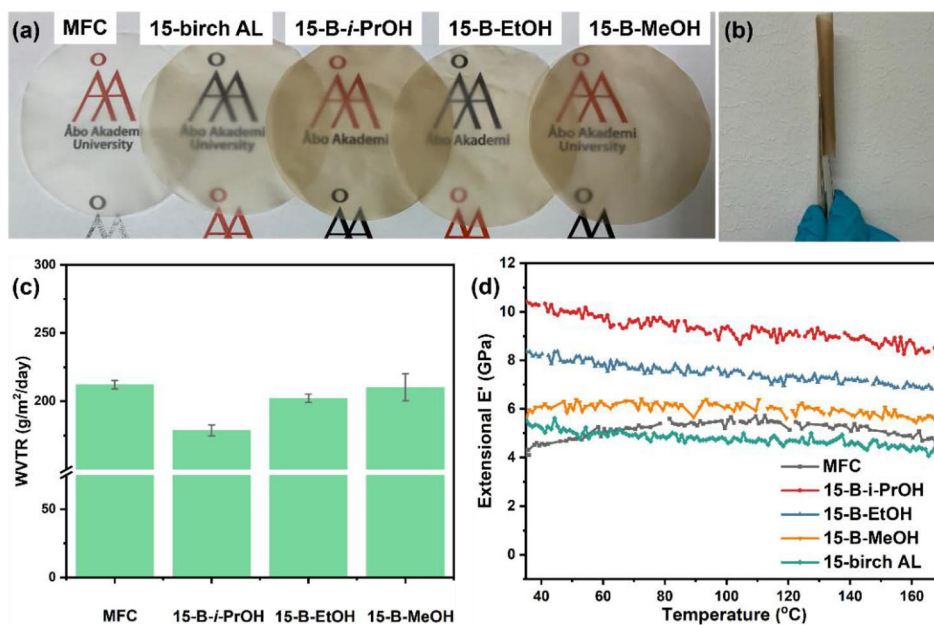 (a)
MFC
15-birch AL
15-B-i-PrOH
15-B-EtOH
15-B-MeOH
Åbo Akademi
University
Åbo Akademi
University
Åbo Akademi
Åbo Akademi
Åbo Akademi
(b)
(c)
300
250
200
50
0
WVTR (g/m²/day)
MFC
15-B-i-PrOH
15-B-EtOH
15-B-MeOH
(d)
12
10
8
6
4
2
0
Extensional E' (GPa)
MFC
15-B-i-PrOH
15-B-EtOH
15-B-MeOH
15-birch AL
40
60
80
100
120
140
160
Temperature (°C)